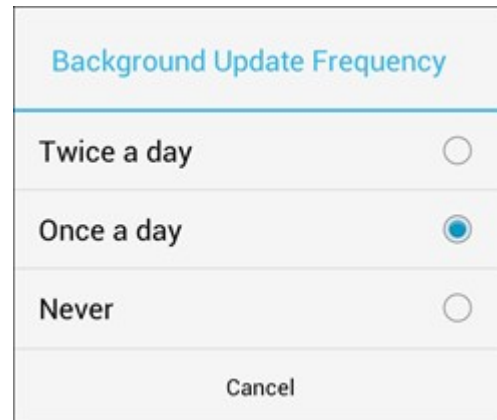 Background Update Frequency
Twice a day
Once a day
Never
Cancel